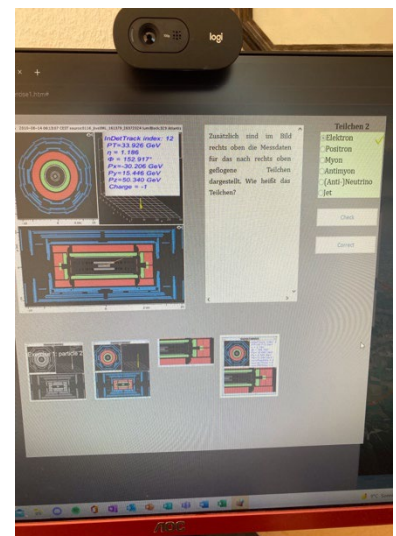 logi
InDetTrack index: 12
PT=33.926 GeV
η = 1.186
Φ = 152.917°
Px=-30.206 GeV
Py=15.446 GeV
Pz=50.340 GeV
Charge = -1
Zusätzlich sind im Bild
rechts oben die Messdaten
für das nach rechts oben
geflogene Teilchen
dargestellt. Wie heißt das
Teilchen?
Teilchen 2
Elektron
Positron
Myon
Antimyon
(Anti-)Neutrino
Jet
Check
Correct
particle 2
AOC